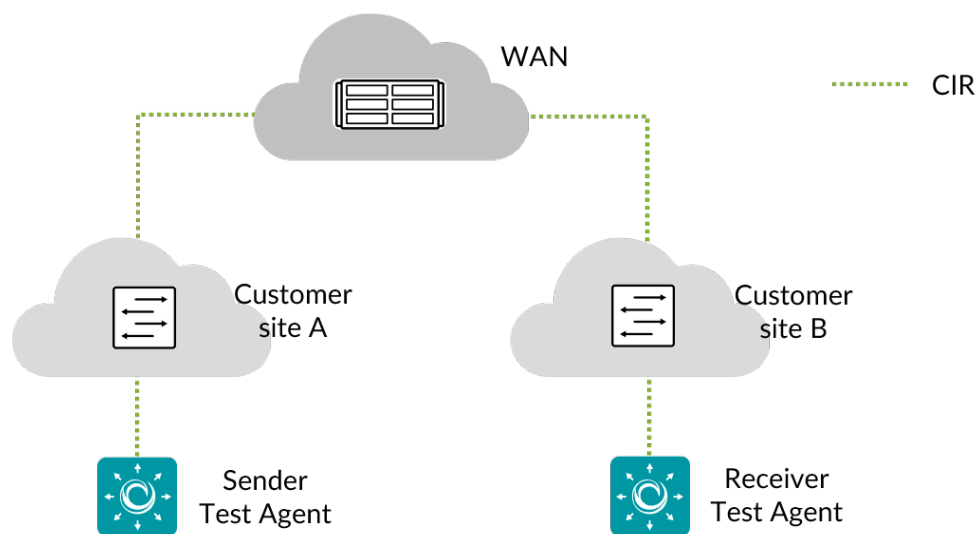 WAN
CIR
Customer
site A
Customer
site B
Sender
Test Agent
Receiver
Test Agent